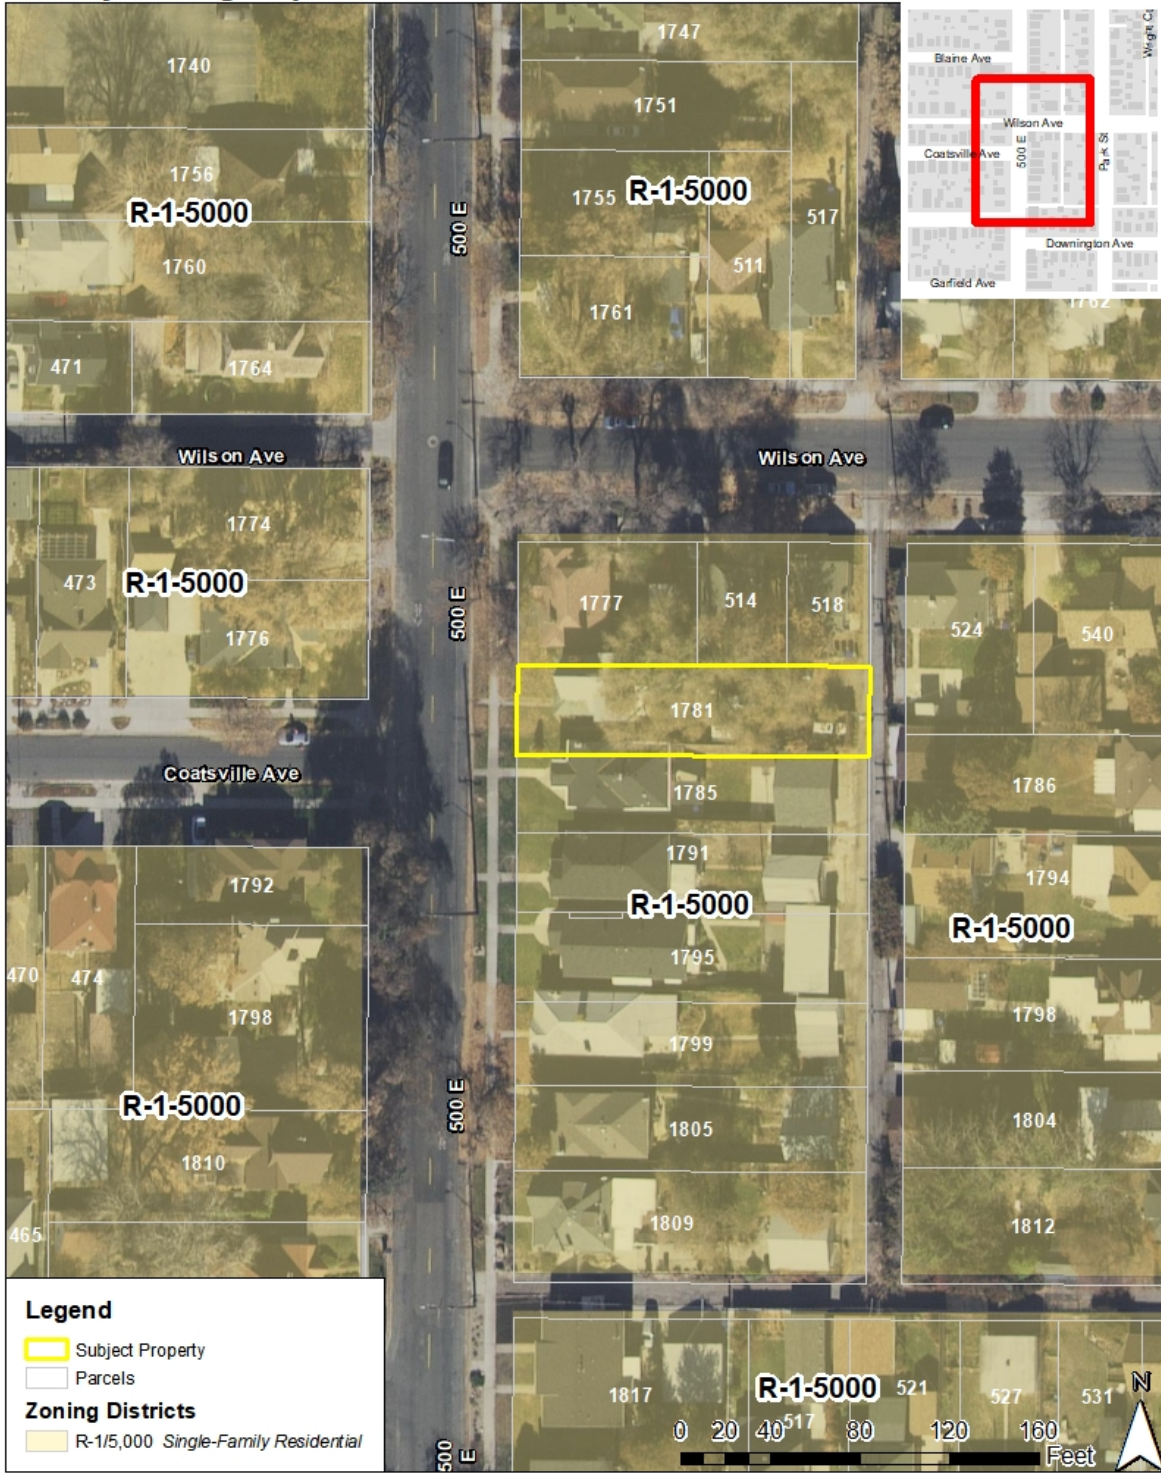 1740
1747
1751
1756
R-1-5000
1755
R-1-5000
517
1760
511
1761
471
1764
500 E
Blaine Ave
Wilson Ave
Coatsville Ave
500 E
Park St
Downington Ave
Garfield Ave
1762
Wilson Ave
Wilson Ave
1774
473
R-1-5000
1776
500 E
1777
514
518
524
540
1781
Coatsville Ave
1785
1786
1792
1791
1794
R-1-5000
R-1-5000
470
474
1795
1798
1798
1799
R-1-5000
500 E
1805
1804
1810
465
1809
1812
Legend
Subject Property
Parcels
Zoning Districts
R-1/5,000 Single-Family Residential
500
E
1817
R-1-5000
517
521
527
531
N
0 20 40 80 120 160
Feet